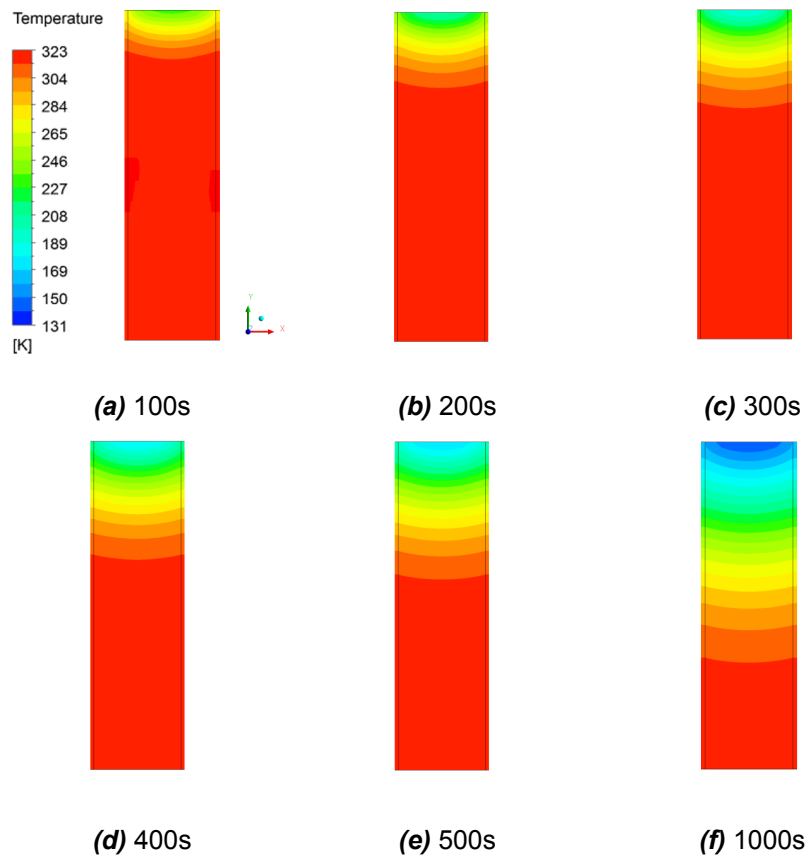 Temperature
323
304
284
265
246
227
208
189
169
150
131
[K]
Y
X
(a) 100s
(b) 200s
(c) 300s
(d) 400s
(e) 500s
(f) 1000s